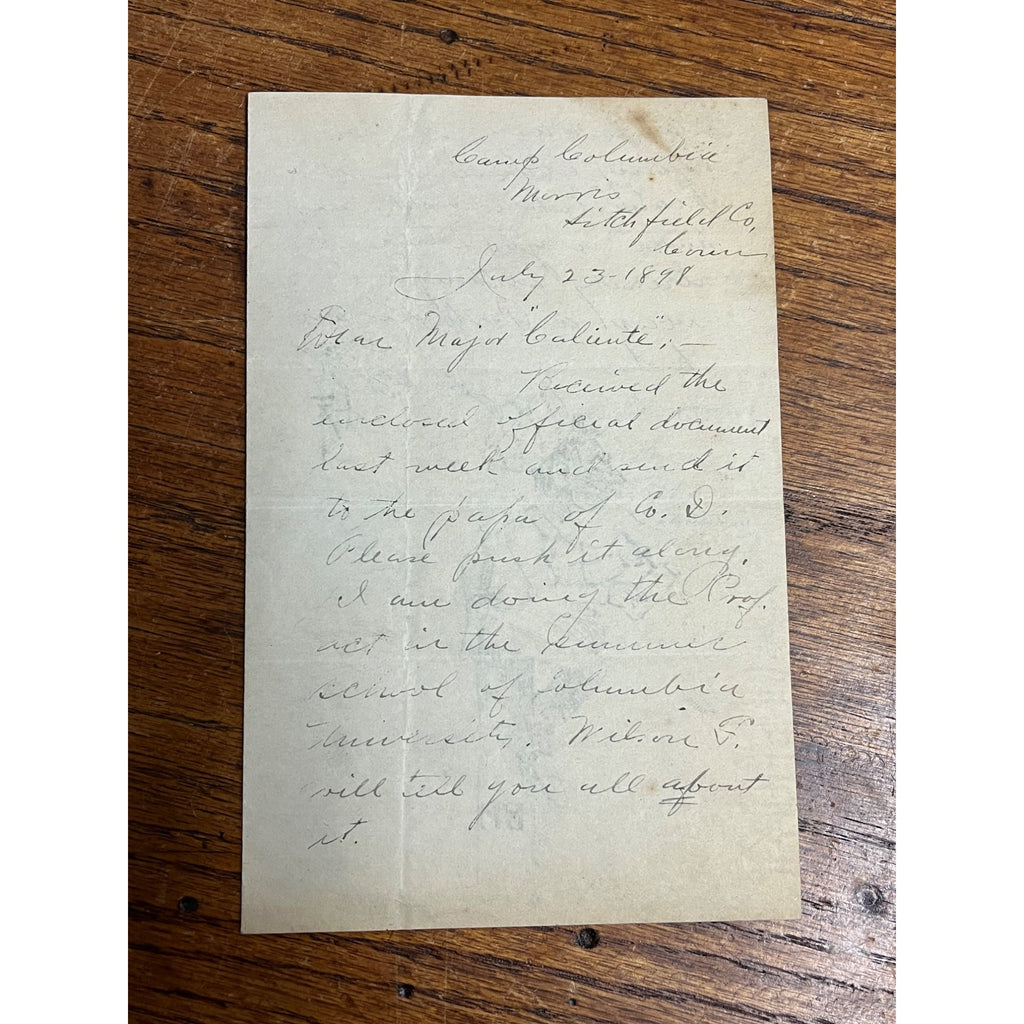 Camp Columbia
Morris
Litchfield Co,
Conn
July 23-1898
Dear Major "Caliente";—
Received the
enclosed official document
last week and send it
to the papa of Co. D.
Please push it along.
I am doing the Prof.
act in the summer
school of Columbia
University. Wilson F.
will tell you all about
it.